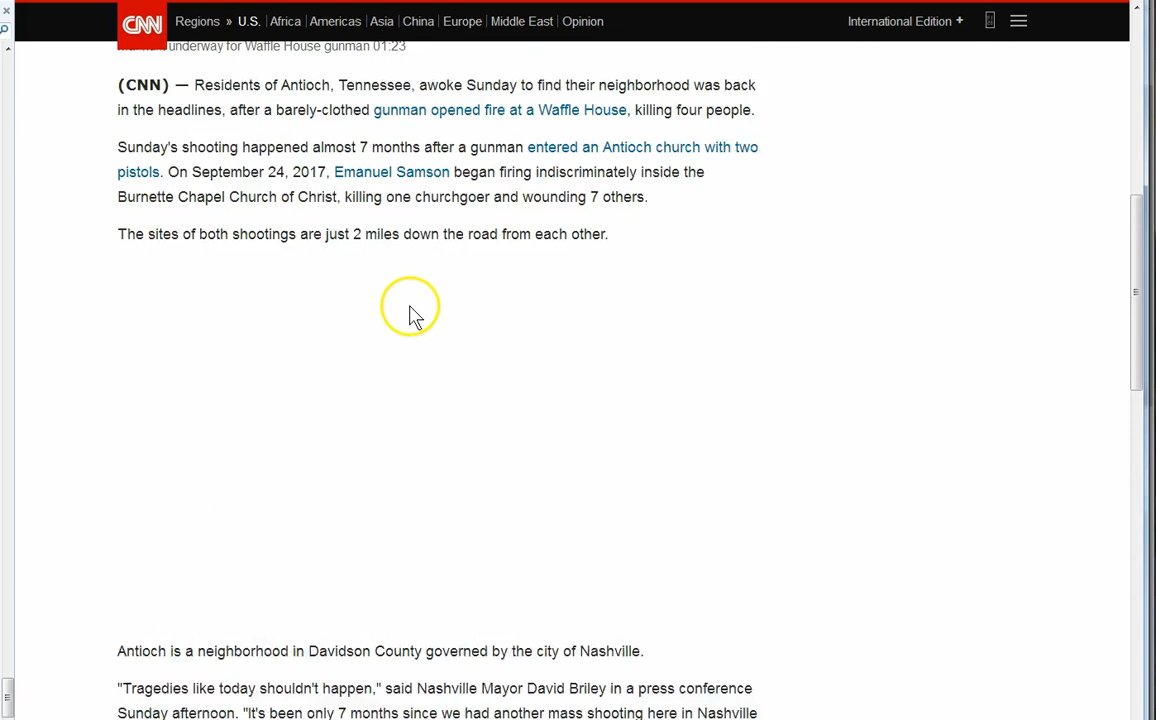 CNN
Regions » U.S. | Africa | Americas | Asia | China | Europe | Middle East | Opinion
International Edition +
underway for Waffle House gunman 01:23
(CNN) — Residents of Antioch, Tennessee, awoke Sunday to find their neighborhood was back
in the headlines, after a barely-clothed gunman opened fire at a Waffle House, killing four people.
Sunday's shooting happened almost 7 months after a gunman entered an Antioch church with two
pistols. On September 24, 2017, Emanuel Samson began firing indiscriminately inside the
Burnette Chapel Church of Christ, killing one churchgoer and wounding 7 others.
The sites of both shootings are just 2 miles down the road from each other.
Antioch is a neighborhood in Davidson County governed by the city of Nashville.
"Tragedies like today shouldn't happen," said Nashville Mayor David Briley in a press conference
Sunday afternoon. "It's been only 7 months since we had another mass shooting here in Nashville